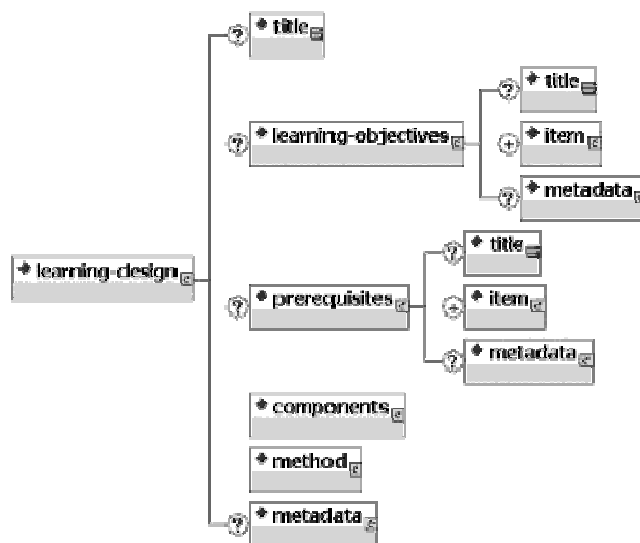 title
learning-objectives
title
item
metadata
learning-design
prerequisites
title
item
metadata
components
method
metadata